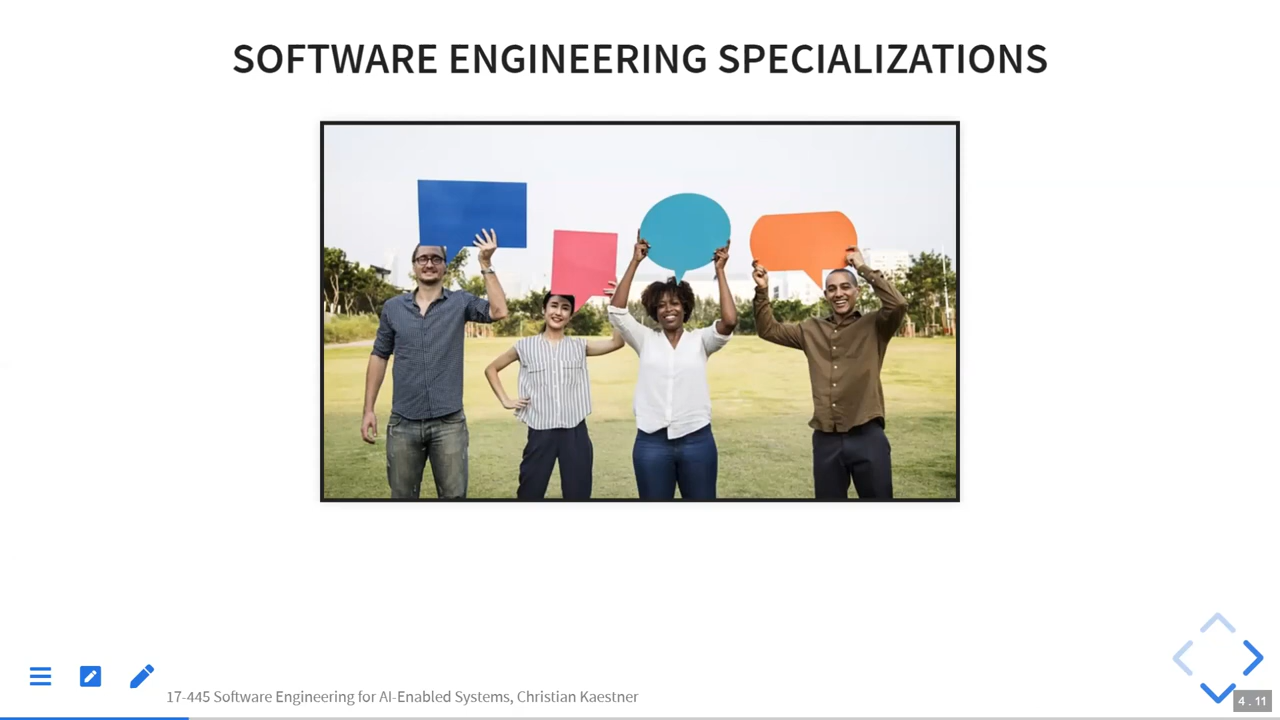 SOFTWARE ENGINEERING SPECIALIZATIONS
17-445 Software Engineering for AI-Enabled Systems, Christian Kaestner
4 . 11